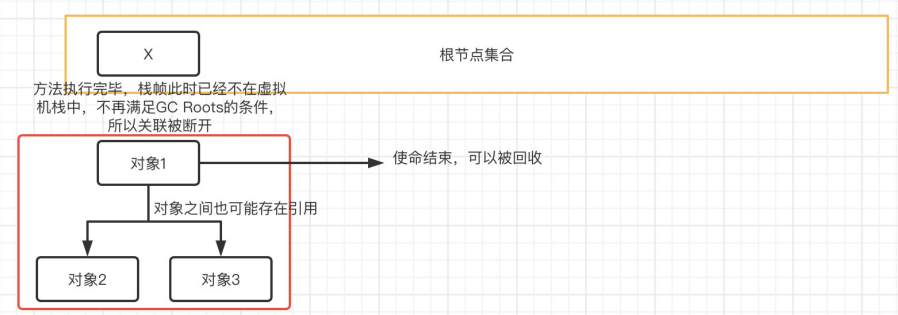 X
根节点集合
方法执行完毕，栈帧此时已经不在虚拟
机栈中，不再满足GC Roots的条件，
所以关联被断开
对象1
使命结束，可以被回收
对象之间也可能存在引用
对象2
对象3